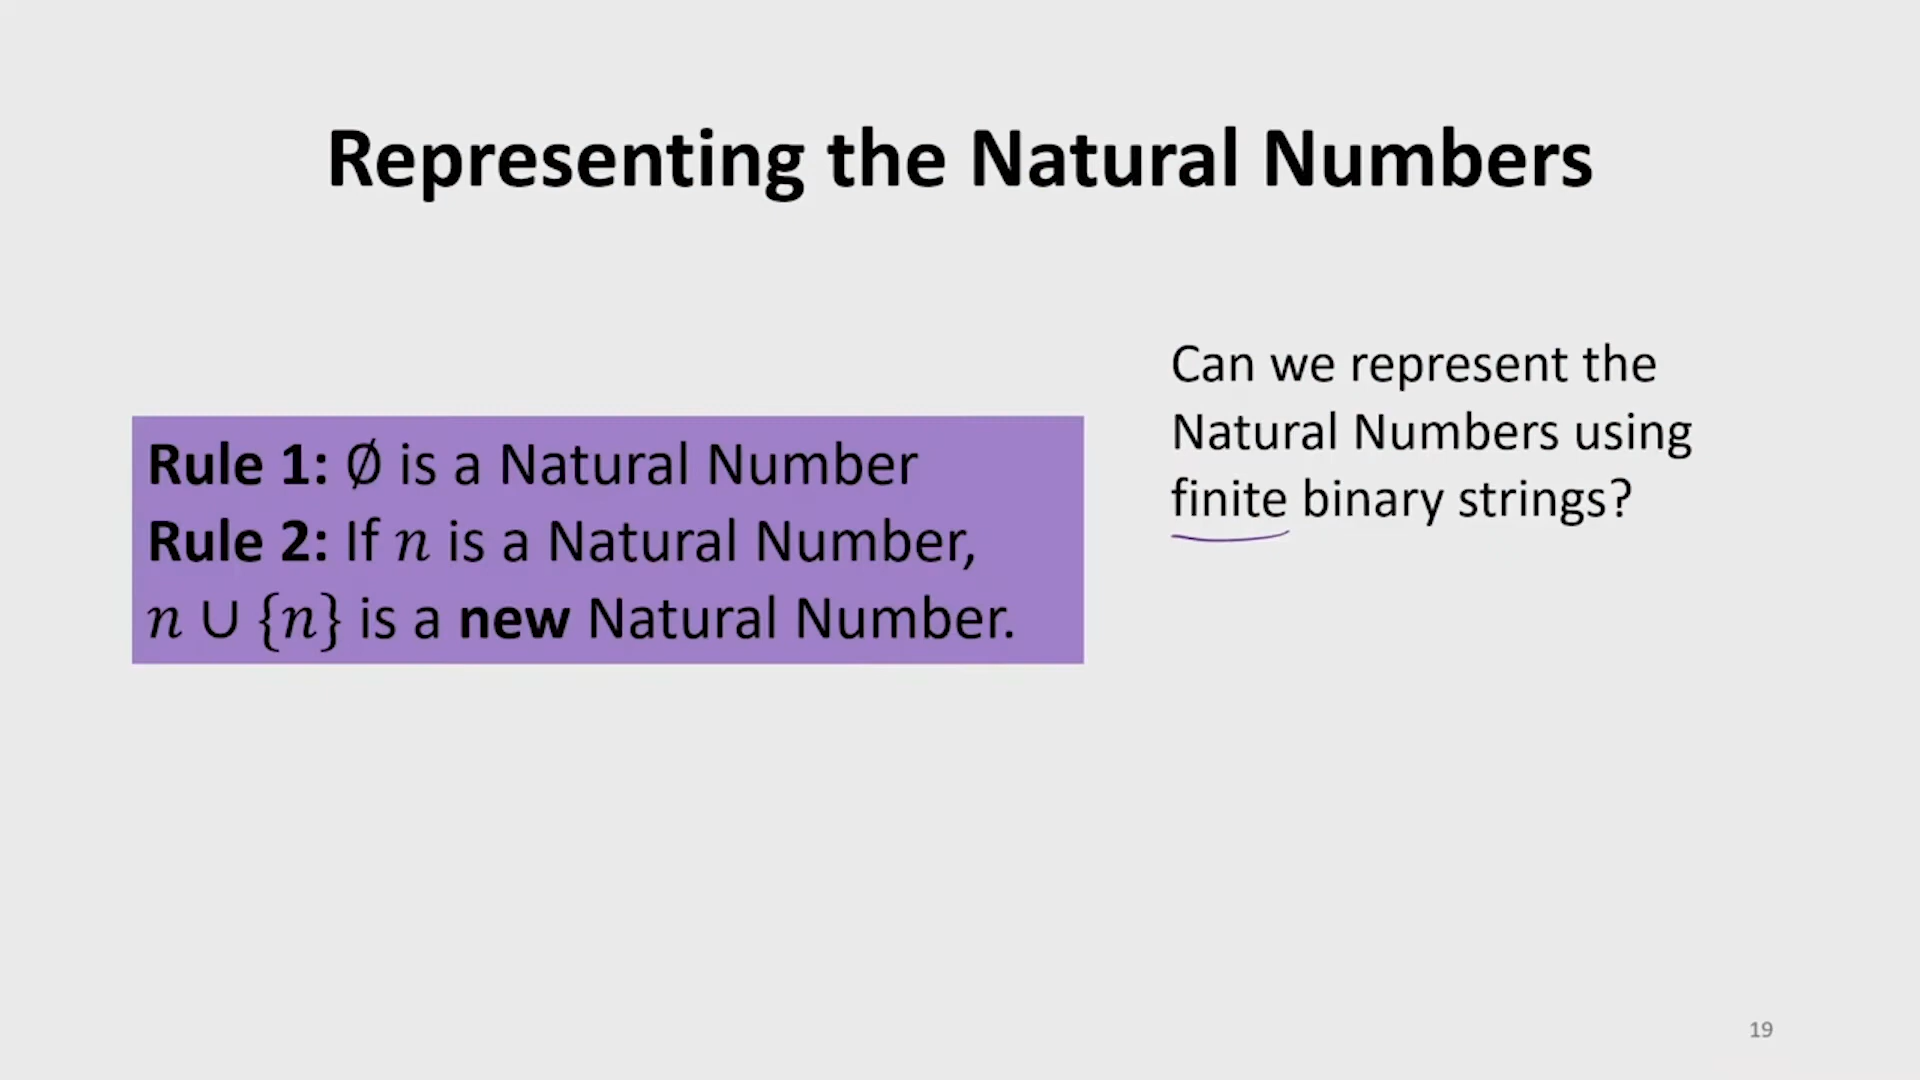 Representing the Natural Numbers
Rule 1: ∅ is a Natural Number
Rule 2: If 𝑛 is a Natural Number,
𝑛 ∪ {𝑛} is a new Natural Number.
Can we represent the
Natural Numbers using
finite binary strings?
19